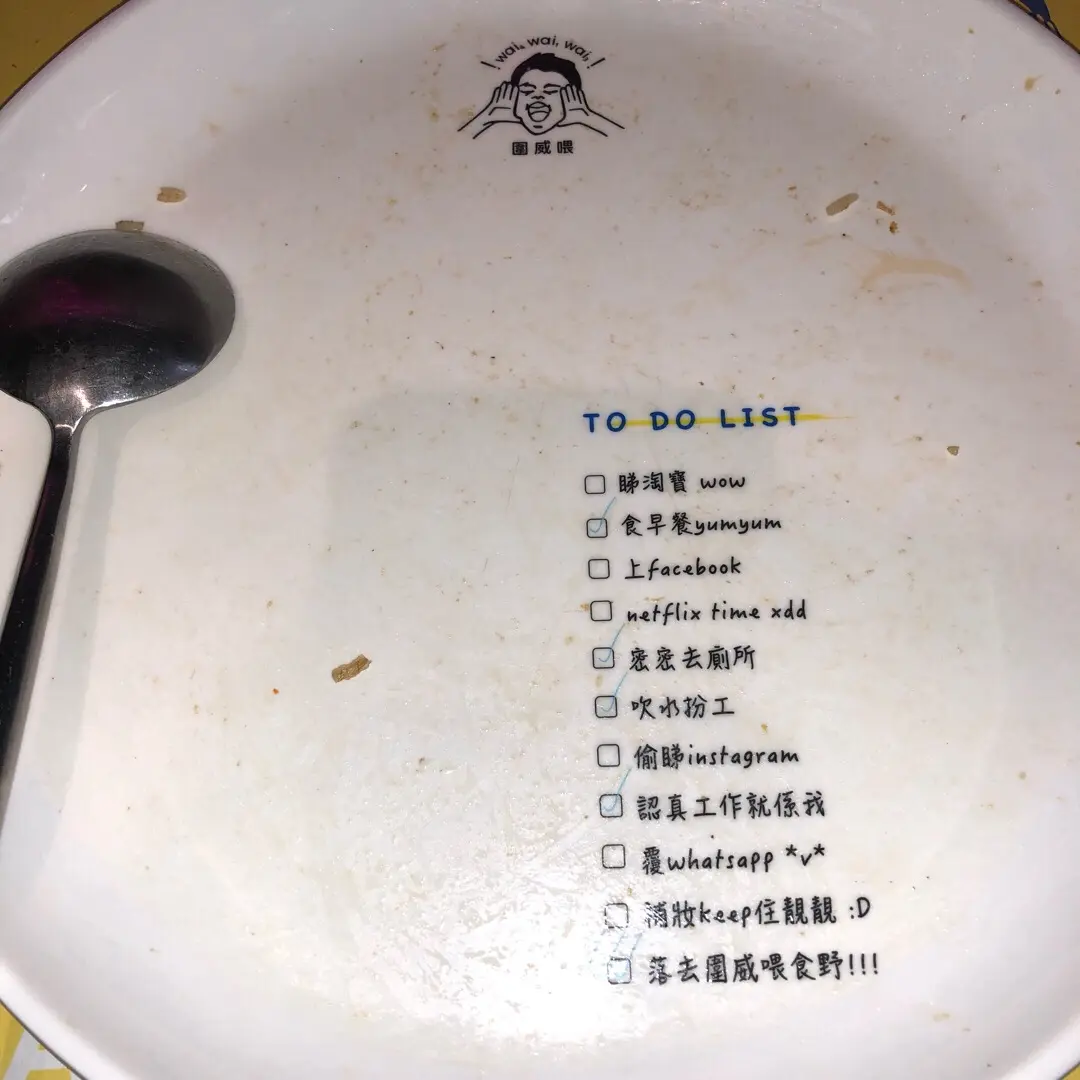 ! wai, wai, wai, !
圍威喂
TO DO LIST
睇淘寶 wow
食早餐yumyum
上facebook
netflix time xdd
密密去廁所
吹水扮工
偷睇instagram
認真工作就係我
覆whatsapp *v*
補妝keep住靚靚 :D
落去圍威喂食野!!!